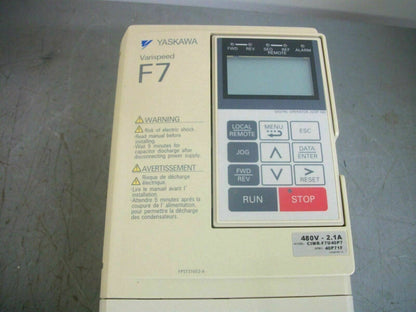 YASKAWA
Varispeed
F7
FWD REV SEQ REF ALARM
REMOTE
DIGITAL OPERATOR
LOCAL
REMOTE
MENU
ESC
JOG
DATA
ENTER
FWD
REV
>
RESET
RUN
STOP
WARNING
Risk of electric shock.
Read manual before
installing.
Wait 5 minutes for
capacitor discharge after
disconnecting power supply.
AVERTISSEMENT
Risque de décharge
électrique.
Lire le manuel avant l'
installation.
Attendre 5 minutes après la
coupure de l' alimentation,
pour permettre la décharge
des condensateurs.
480V - 2.1A
CIMR-F7U40P7